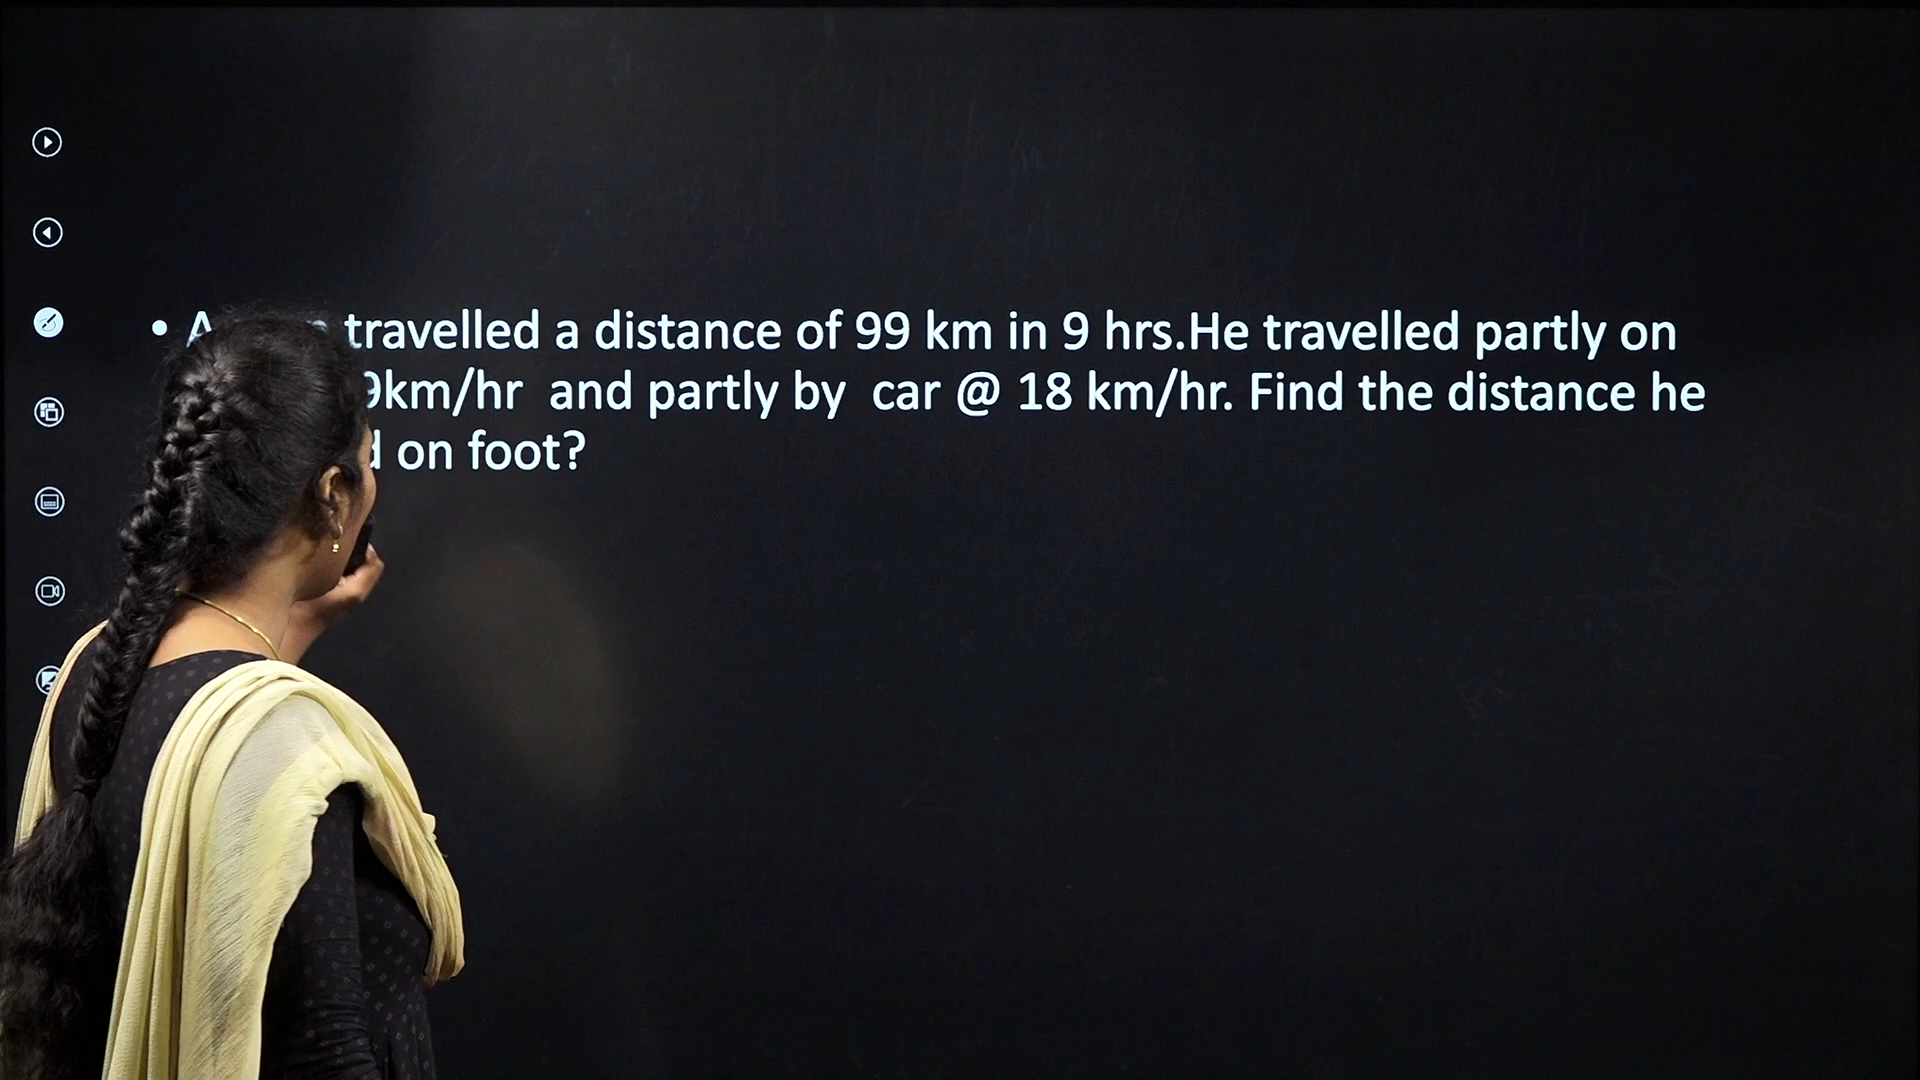 • travelled a distance of 99 km in 9 hrs.He travelled partly on
9km/hr and partly by car @ 18 km/hr. Find the distance he
on foot?